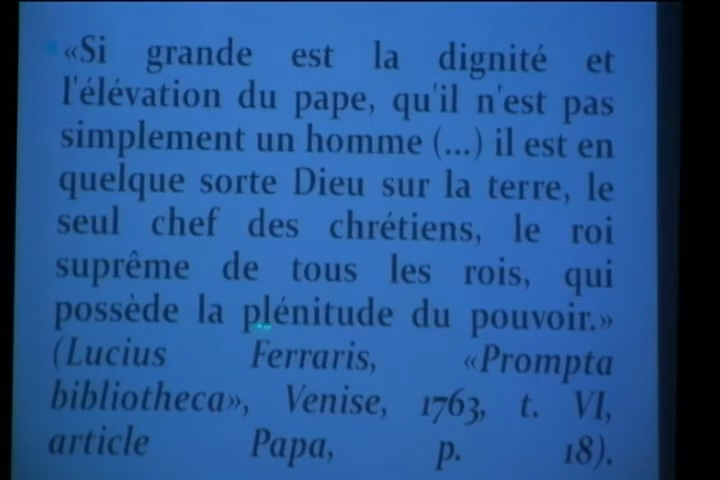 «Si grande est la dignité et
l'élévation du pape, qu'il n'est pas
simplement un homme (...) il est en
quelque sorte Dieu sur la terre, le
seul chef des chrétiens, le roi
suprême de tous les rois, qui
possède la plénitude du pouvoir.»
(Lucius Ferraris, «Prompta
bibliotheca», Venise, 1763, t. VI,
article Papa, p. 18).